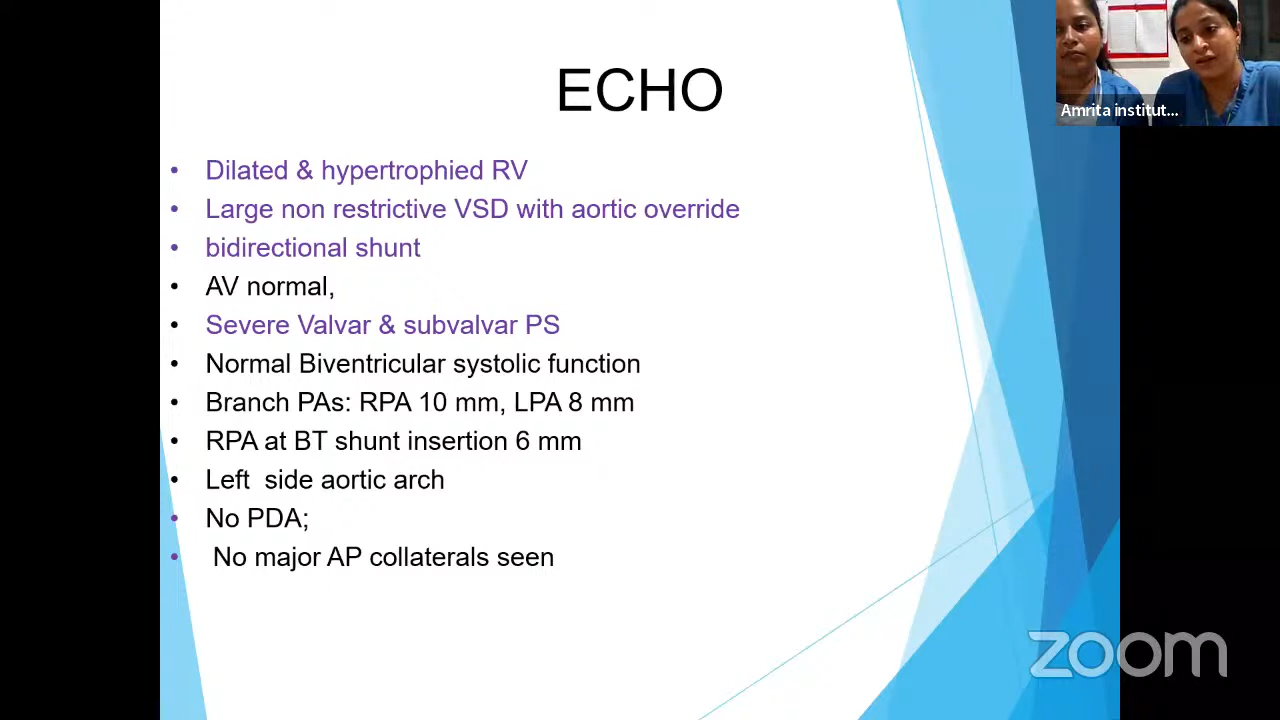 ECHO
Amrita institut...
• Dilated & hypertrophied RV
• Large non restrictive VSD with aortic override
• bidirectional shunt
• AV normal,
• Severe Valvar & subvalvar PS
• Normal Biventricular systolic function
• Branch PAs: RPA 10 mm, LPA 8 mm
• RPA at BT shunt insertion 6 mm
• Left side aortic arch
• No PDA;
• No major AP collaterals seen
zoom